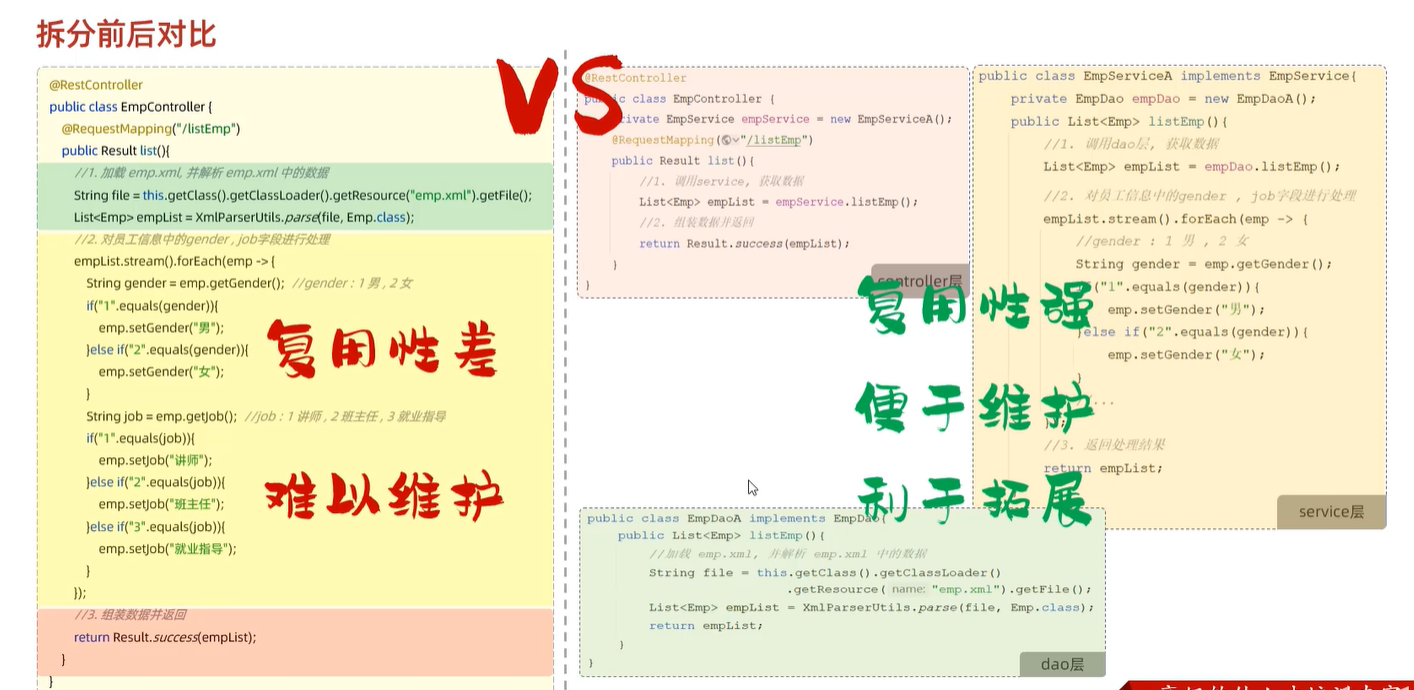 拆分前后对比
@RestController
public class EmpController {
@RequestMapping("/listEmp")
public Result list(){
//1. 加载 emp.xml, 并解析 emp.xml 中的数据
String file = this.getClass().getClassLoader().getResource("emp.xml").getFile();
List<Emp> empList = XmlParserUtils.parse(file, Emp.class);
//2. 对员工信息中的gender , job字段进行处理
empList.stream().forEach(emp -> {
String gender = emp.getGender(); //gender : 1 男 , 2 女
if("1".equals(gender)){
emp.setGender("男");
}else if("2".equals(gender)){
emp.setGender("女");
}
String job = emp.getJob(); //job : 1 讲师 , 2 班主任 , 3 就业指导
if("1".equals(job)){
emp.setJob("讲师");
}else if("2".equals(job)){
emp.setJob("班主任");
}else if("3".equals(job)){
emp.setJob("就业指导");
}
});
//3. 组装数据并返回
return Result.success(empList);
}
}
复用性差
难以维护
VS
@RestController
public class EmpController {
private EmpService empService = new EmpServiceA();
@RequestMapping("/listEmp")
public Result list(){
//1. 调用service, 获取数据
List<Emp> empList = empService.listEmp();
//2. 组装数据并返回
return Result.success(empList);
}
}
controller层
public class EmpServiceA implements EmpService{
private EmpDao empDao = new EmpDaoA();
public List<Emp> listEmp(){
//1. 调用dao层, 获取数据
List<Emp> empList = empDao.listEmp();
//2. 对员工信息中的gender , job字段进行处理
empList.stream().forEach(emp -> {
//gender : 1 男 , 2 女
String gender = emp.getGender();
("1".equals(gender)){
emp.setGender("男");
}else if("2".equals(gender)){
emp.setGender("女");
}
...
//3. 返回处理结果
return empList;
service层
复用性强
便于维护
利于拓展
public class EmpDaoA implements EmpDao{
public List<Emp> listEmp(){
//加载 emp.xml, 并解析 emp.xml 中的数据
String file = this.getClass().getClassLoader()
.getResource( name: "emp.xml").getFile();
List<Emp> empList = XmlParserUtils.parse(file, Emp.class);
return empList;
}
}
dao层